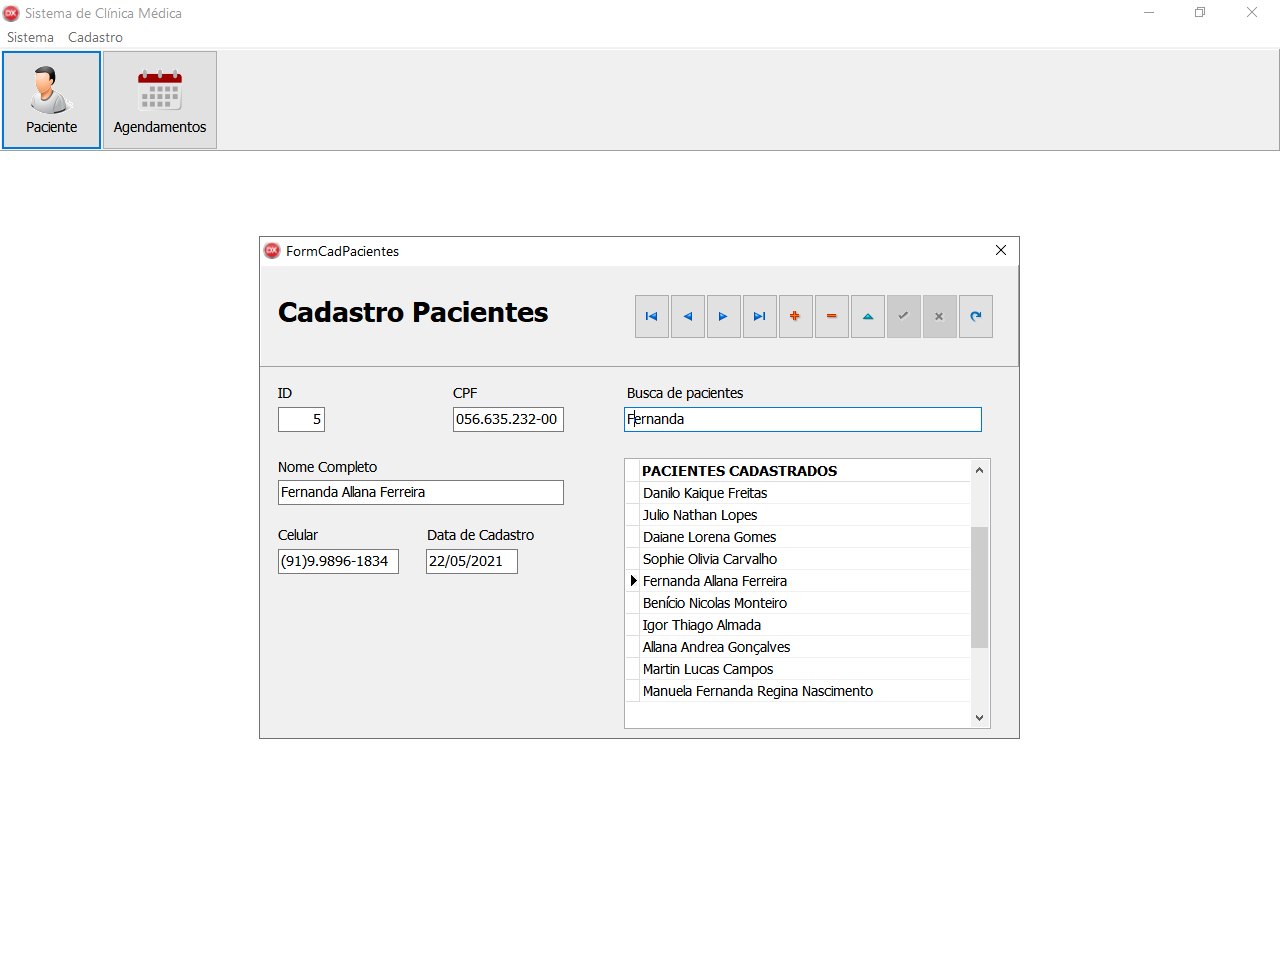 DX Sistema de Clínica Médica
Sistema Cadastro
Paciente Agendamentos
DX FormCadPacientes
Cadastro Pacientes
ID CPF Busca de pacientes
5 056.635.232-00 Fernanda
Nome Completo
Fernanda Allana Ferreira
Celular Data de Cadastro
(91)9.9896-1834 22/05/2021
PACIENTES CADASTRADOS
Danilo Kaique Freitas
Julio Nathan Lopes
Daiane Lorena Gomes
Sophie Olivia Carvalho
Fernanda Allana Ferreira
Benício Nicolas Monteiro
Igor Thiago Almada
Allana Andrea Gonçalves
Martin Lucas Campos
Manuela Fernanda Regina Nascimento